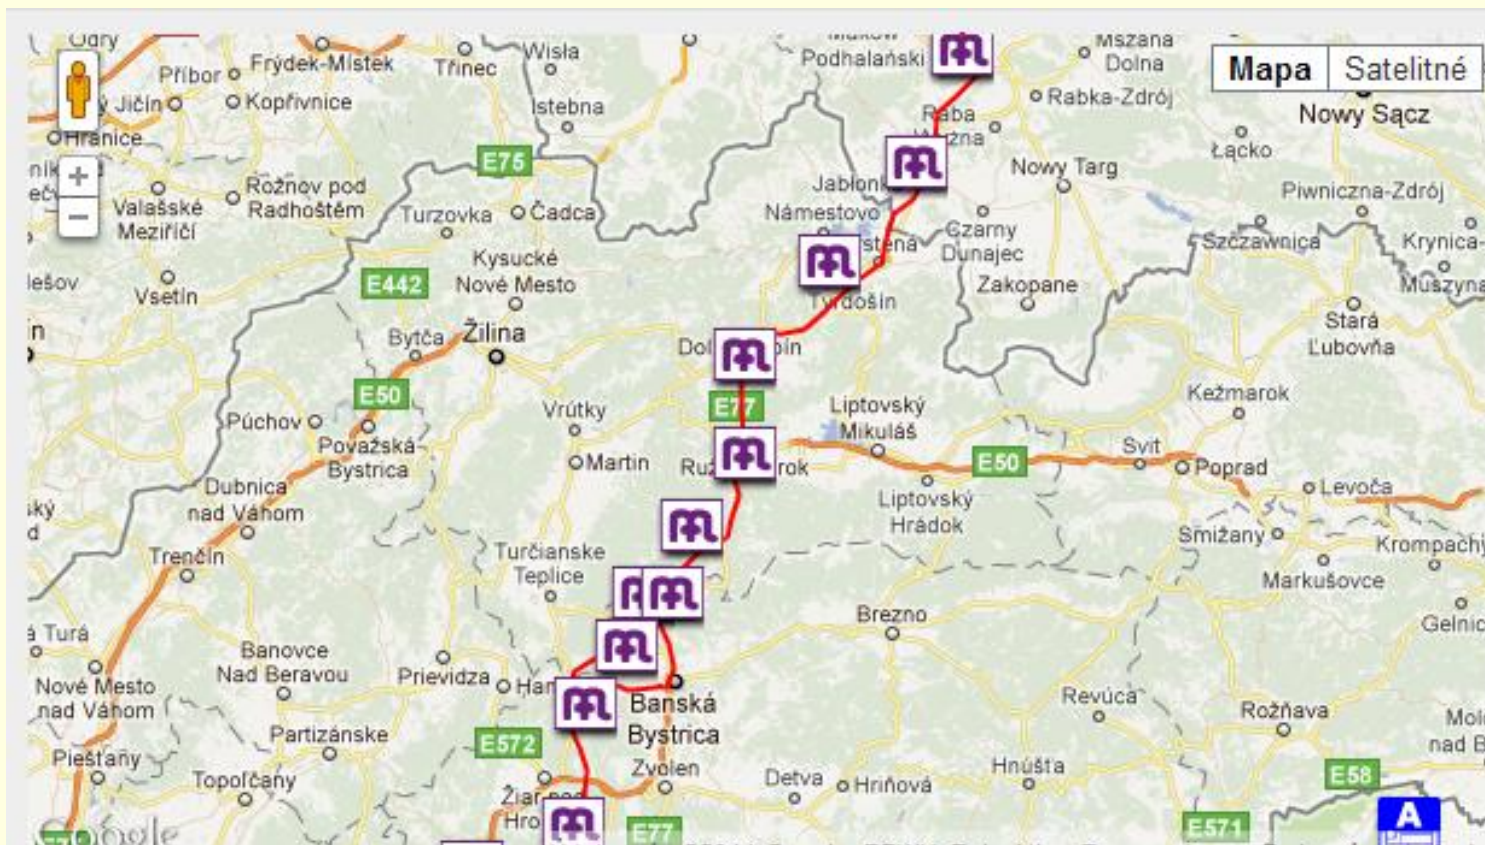 Odry
Frýdek-Místek
Třinec
Wisła
Podhalański
Mszana
Dolna
Mapa
Satelitné
Příbor
Jičín
Kopřivnice
Istebna
Raba
Rabka-Zdrój
Nowy Sącz
Hranice
E75
Łącko
Nowy Targ
Rožnov pod
Radhoštěm
Valašské
Meziříčí
Turzovka
Čadca
Námestovo
Piwniczna-Zdrój
Czarny
Dunajec
Szczawnica
Krynica-
Vsetín
E442
Kysucké
Nové Mesto
Tvrdošín
Zakopane
Muszyna
Stará
Ľubovňa
Bytča
Žilina
E50
E77
Púchov
Považská
Bystrica
Vrútky
Martin
Liptovský
Mikuláš
Kežmarok
E50
Svit
Poprad
Levoča
Dubnica
nad Váhom
Liptovský
Hrádok
Smižany
Krompachy
Trenčín
Turčianske
Teplice
Markušovce
Brezno
á Turá
Banovce
Nad Beravou
Prievidza
Nové Mesto
nad Váhom
Banská
Bystrica
Revúca
Rožňava
Partizánske
E572
Piešťany
Topoľčany
Zvolen
Detva
Hriňová
Hnúšťa
E58
E77
E571
A
Google